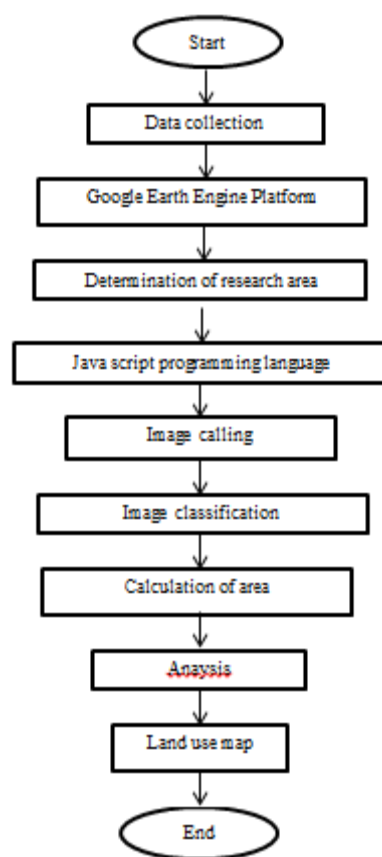 Start
Data collection
Google Earth Engine Platform
Determination of research area
Java script programming language
Image calling
Image classification
Calculation of area
Anaysis
Land use map
End